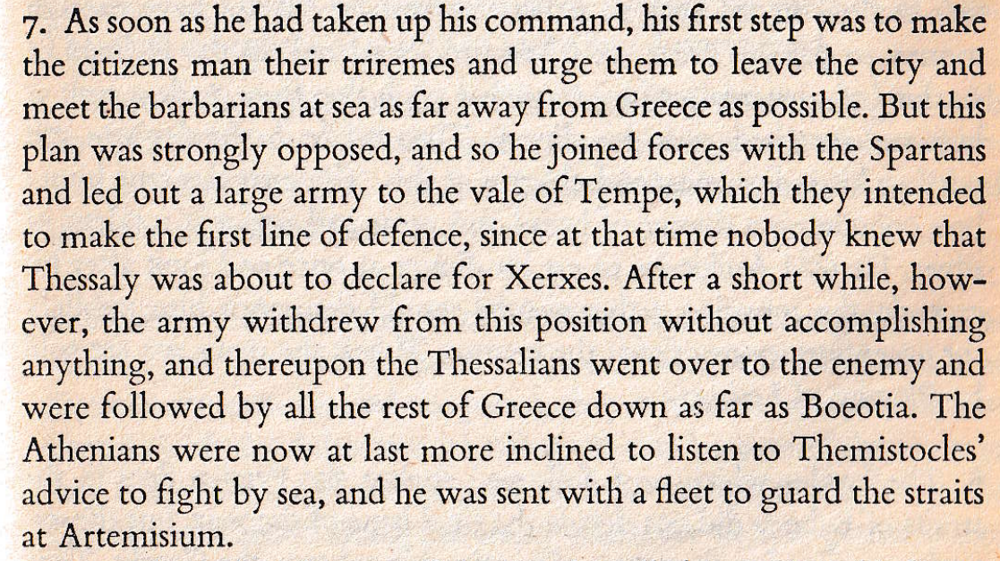 7. As soon as he had taken up his command, his first step was to make
the citizens man their triremes and urge them to leave the city and
meet the barbarians at sea as far away from Greece as possible. But this
plan was strongly opposed, and so he joined forces with the Spartans
and led out a large army to the vale of Tempe, which they intended
to make the first line of defence, since at that time nobody knew that
Thessaly was about to declare for Xerxes. After a short while, how-
ever, the army withdrew from this position without accomplishing
anything, and thereupon the Thessalians went over to the enemy and
were followed by all the rest of Greece down as far as Boeotia. The
Athenians were now at last more inclined to listen to Themistocles'
advice to fight by sea, and he was sent with a fleet to guard the straits
at Artemisium.